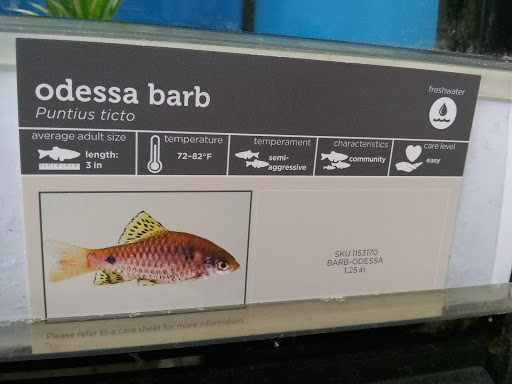 odessa barb
Puntius ticto
freshwater
average adult size
length:
3 in
temperature
72-82°F
temperament
semi-
aggressive
characteristics
community
care level
easy
SKU 1153170
BARB-ODESSA
1.25 in
Please refer to a care sheet for more information